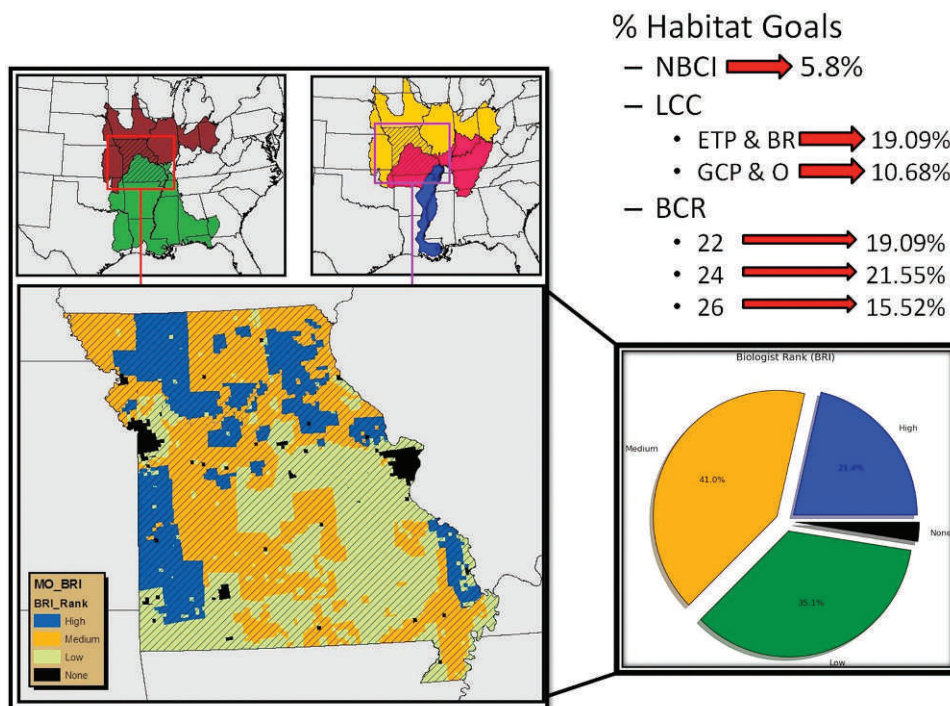 % Habitat Goals
– NBCI 5.8%
– LCC
• ETP & BR 19.09%
• GCP & O 10.68%
– BCR
• 22 19.09%
• 24 21.55%
• 26 15.52%
MO_BRI
BRI_Rank
High
Medium
Low
None
Biologist Rank (BRI)
High
Medium
41.0%
21.4%
None
35.1%
Low